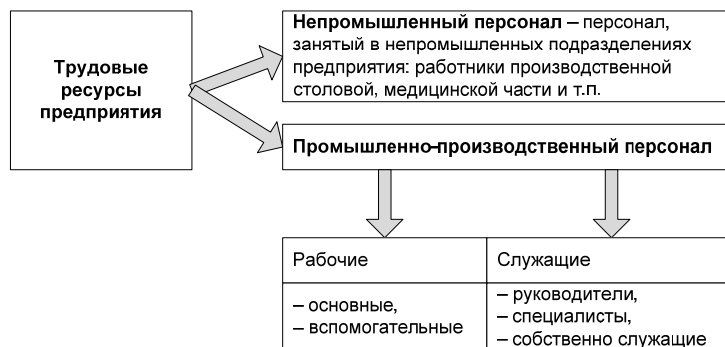 Трудовые
ресурсы
предприятия
Непромышленный персонал – персонал,
занятый в непромышленных подразделениях
предприятия: работники производственной
столовой, медицинской части и т.п.
Промышленно–производственный персонал
Рабочие
– основные,
– вспомогательные
Служащие
– руководители,
– специалисты,
– собственно служащие